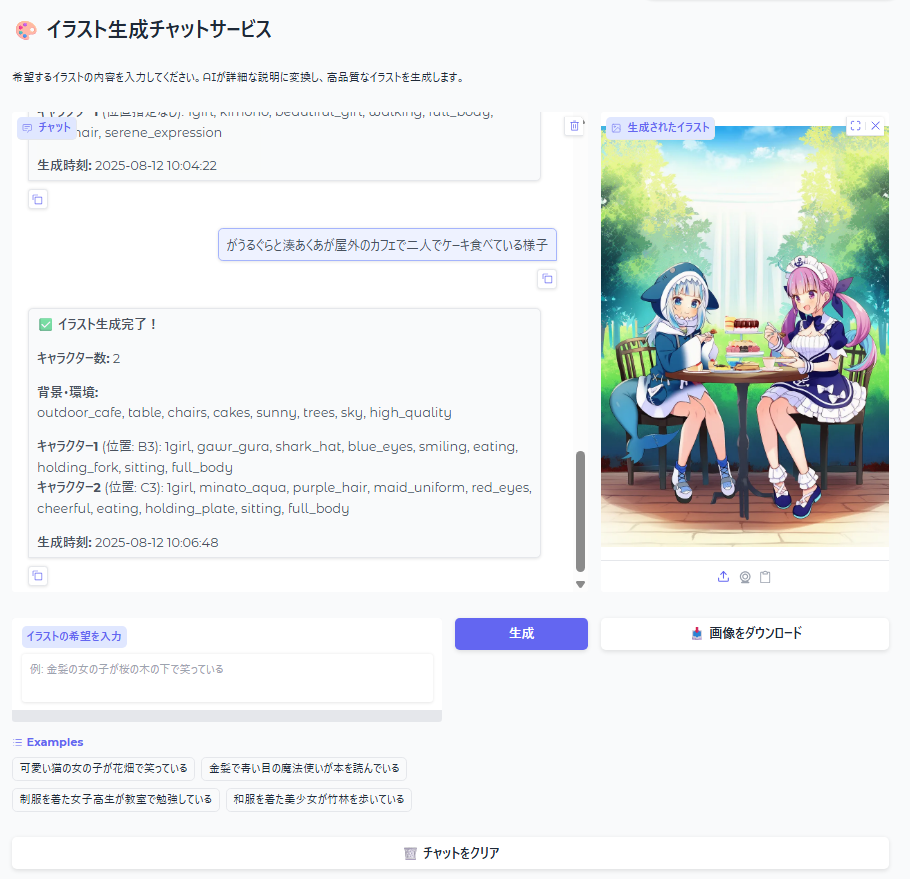 イラスト生成チャットサービス
希望するイラストの内容を入力してください。AIが詳細な説明に変換し、高品質なイラストを生成します。
チャット
キャラクター1 (位置指定なし): 1girl, kimono, beautiful_girl, walking, full_body,
hair, serene_expression
生成時刻: 2025-08-12 10:04:22
がうるぐらと湊あくあが屋外のカフェで二人でケーキ食べている様子
イラスト生成完了！
キャラクター数: 2
背景・環境:
outdoor_cafe, table, chairs, cakes, sunny, trees, sky, high_quality
キャラクター1 (位置: B3): 1girl, gawr_gura, shark_hat, blue_eyes, smiling, eating,
holding_fork, sitting, full_body
キャラクター2 (位置: C3): 1girl, minato_aqua, purple_hair, maid_uniform, red_eyes,
cheerful, eating, holding_plate, sitting, full_body
生成時刻: 2025-08-12 10:06:48
生成されたイラスト
イラストの希望を入力
例: 金髪の女の子が桜の木の下で笑っている
生成
画像をダウンロード
Examples
可愛い猫の女の子が花畑で笑っている
金髪で青い目の魔法使いが本を読んでいる
制服を着た女子高生が教室で勉強している
和服を着た美少女が竹林を歩いている
チャットをクリア